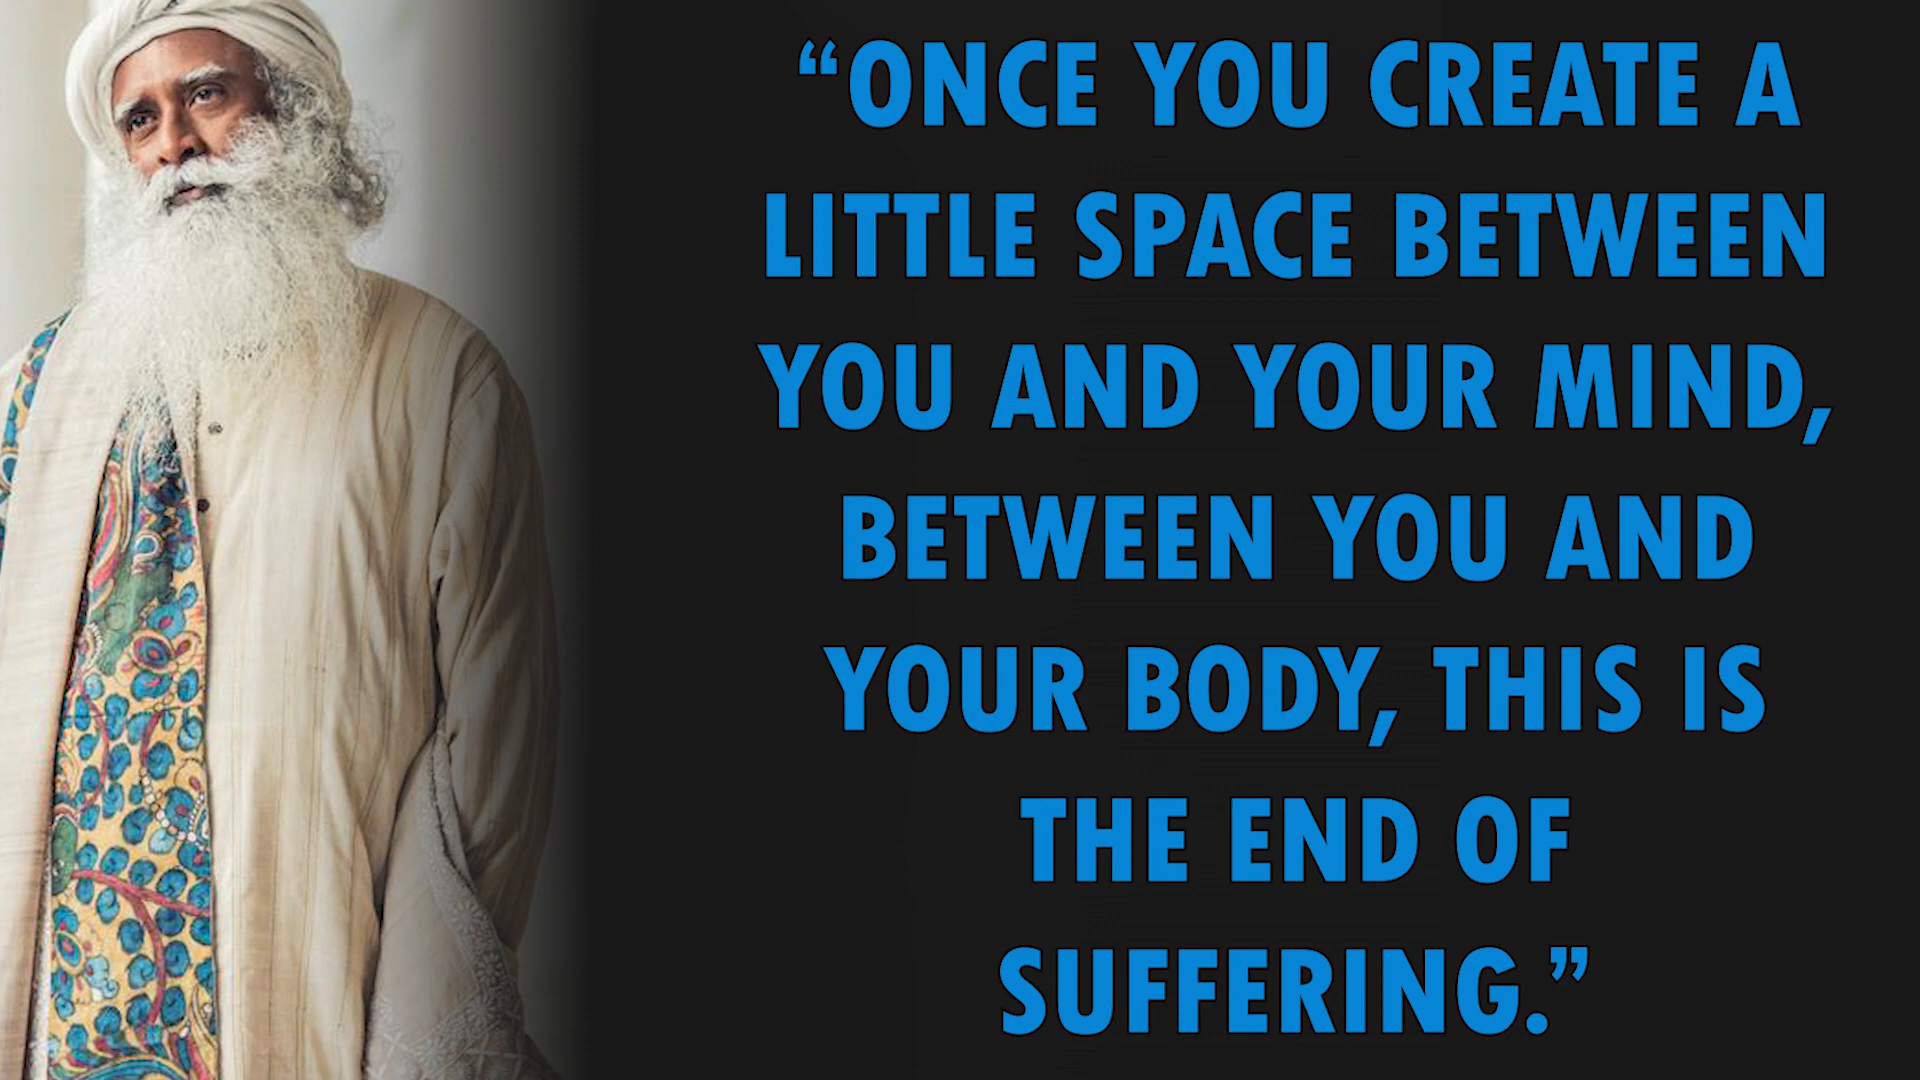 “ONCE YOU CREATE A
LITTLE SPACE BETWEEN
YOU AND YOUR MIND,
BETWEEN YOU AND
YOUR BODY, THIS IS
THE END OF
SUFFERING.”